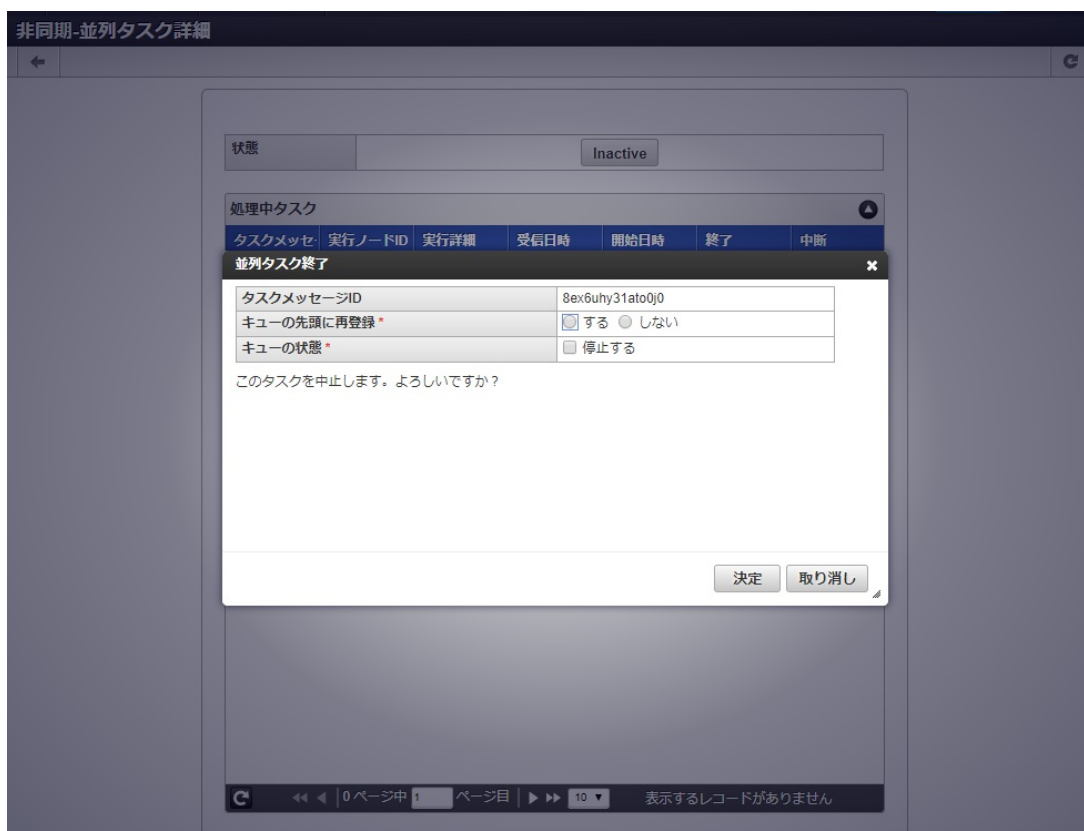 非同期-並列タスク詳細
状態 Inactive
処理中タスク
タスクメッセ- 実行ノードID 実行詳細 受信日時 開始日時 終了 中断
並列タスク終了
タスクメッセージID 8ex6uhy31ato0j0
キューの先頭に再登録* する しない
キューの状態* 停止する
このタスクを中止します。よろしいですか?
決定 取り消し
0 ページ中 1 ページ目 10 表示するレコードがありません